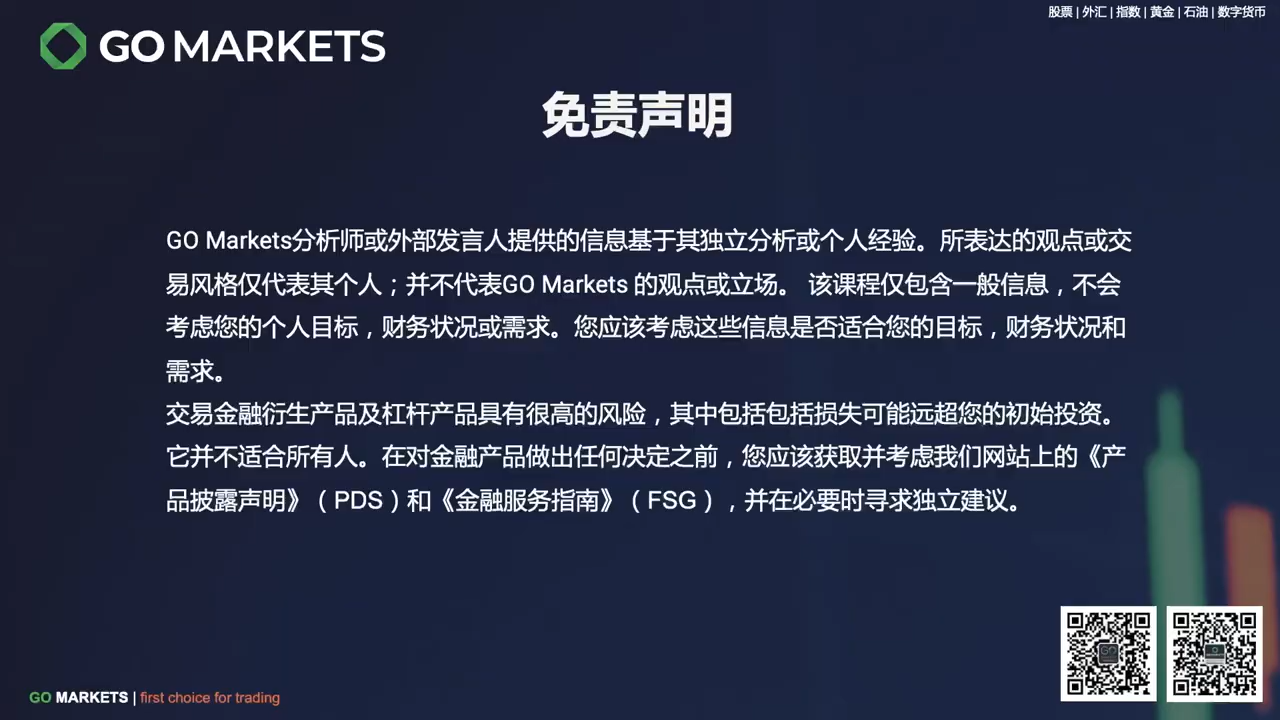 股票 | 外汇 | 指数 | 黄金 | 石油 | 数字货币
GO MARKETS
免责声明
GO Markets分析师或外部发言人提供的信息基于其独立分析或个人经验。所表达的观点或交
易风格仅代表其个人；并不代表GO Markets 的观点或立场。 该课程仅包含一般信息，不会
考虑您的个人目标，财务状况或需求。您应该考虑这些信息是否适合您的目标，财务状况和
需求。
交易金融衍生产品及杠杆产品具有很高的风险，其中包括包括损失可能远超您的初始投资。
它并不适合所有人。在对金融产品做出任何决定之前，您应该获取并考虑我们网站上的《产
品披露声明》（PDS）和《金融服务指南》（FSG），并在必要时寻求独立建议。
GO MARKETS | first choice for trading